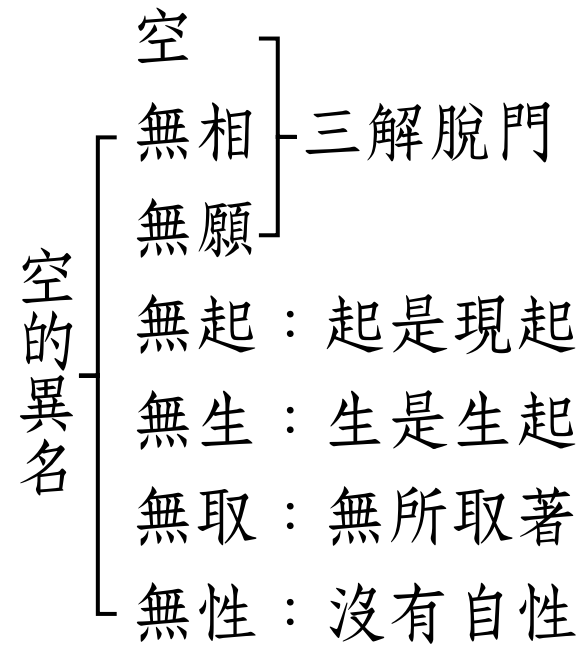 空的異名
空
無相
無願
三解脫門
無起：起是現起
無生：生是生起
無取：無所取著
無性：沒有自性